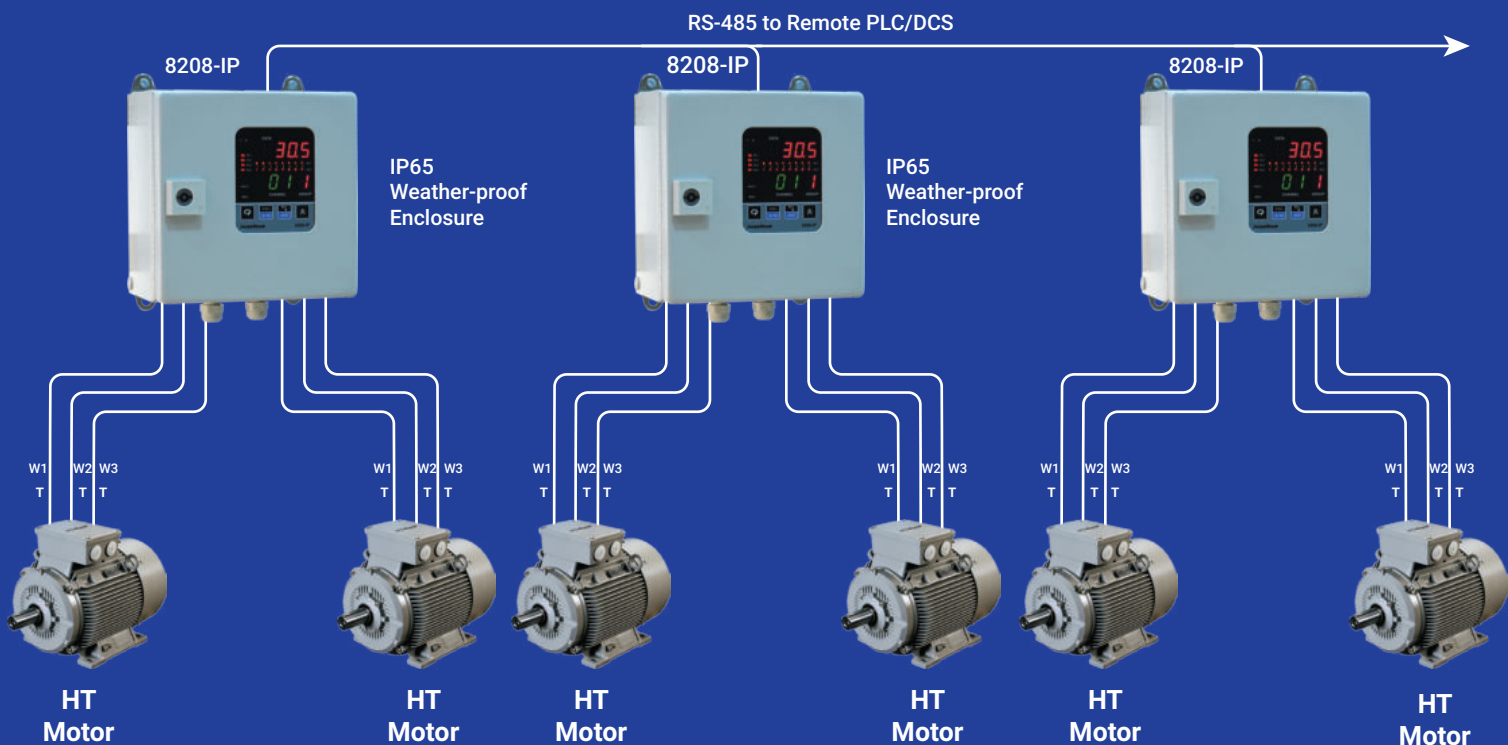 RS-485 to Remote PLC/DCS
8208-IP
8208-IP
8208-IP
30.5
011
30.5
011
30.5
011
IP65
Weather-proof
Enclosure
IP65
Weather-proof
Enclosure
W1 W2 W3
T T T
W1 W2 W3
T T T
W1 W2 W3
T T T
W1 W2 W3
T T T
W1 W2 W3
T T T
W1 W2 W3
T T T
HT
Motor
HT
Motor
HT
Motor
HT
Motor
HT
Motor
HT
Motor